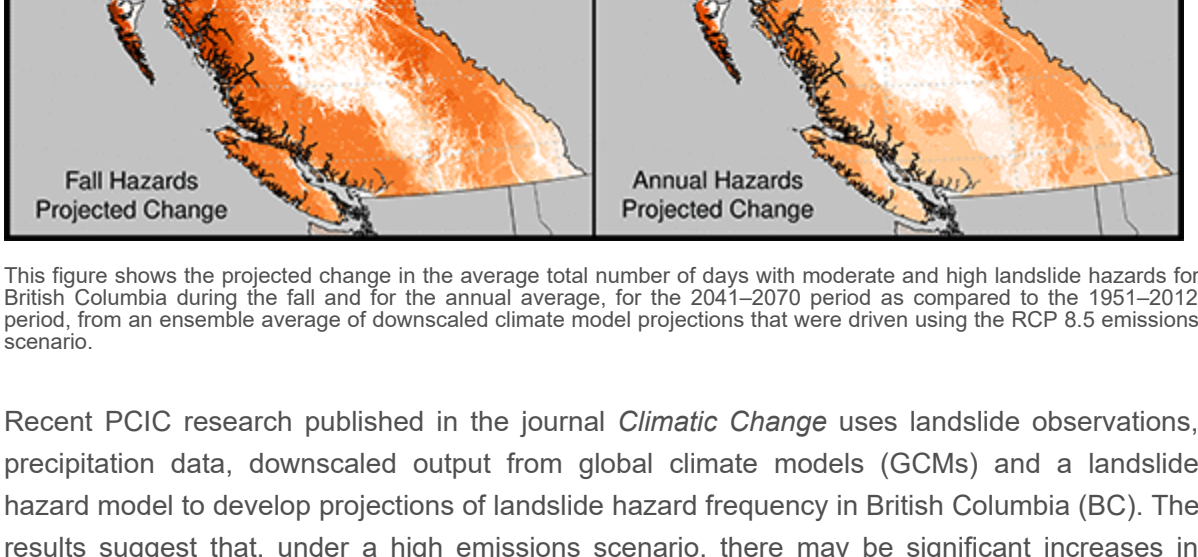 Fall Hazards
Projected Change
Annual Hazards
Projected Change
This figure shows the projected change in the average total number of days with moderate and high landslide hazards for
British Columbia during the fall and for the annual average, for the 2041–2070 period as compared to the 1951–2012
period, from an ensemble average of downscaled climate model projections that were driven using the RCP 8.5 emissions
scenario.
Recent PCIC research published in the journal Climatic Change uses landslide observations,
precipitation data, downscaled output from global climate models (GCMs) and a landslide
hazard model to develop projections of landslide hazard frequency in British Columbia (BC). The
results suggest that, under a high emissions scenario, there may be significant increases in